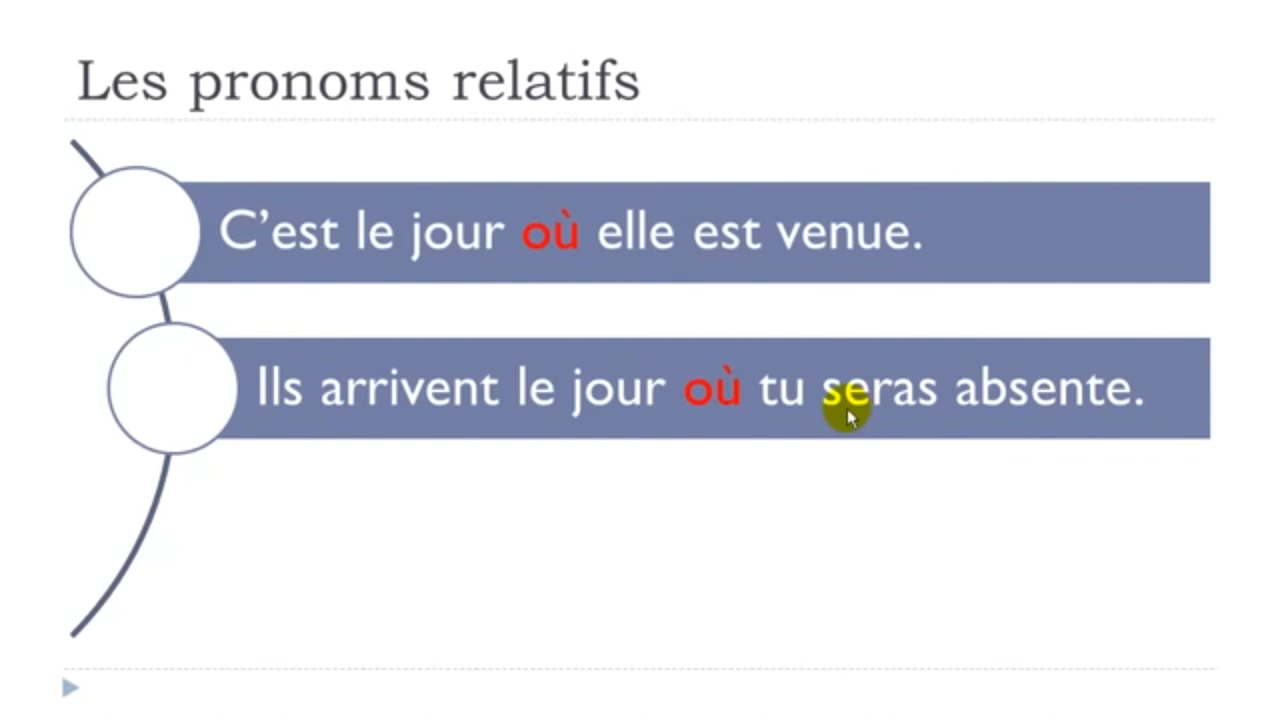 Les pronoms relatifs
C’est le jour où elle est venue.
Ils arrivent le jour où tu seras absente.